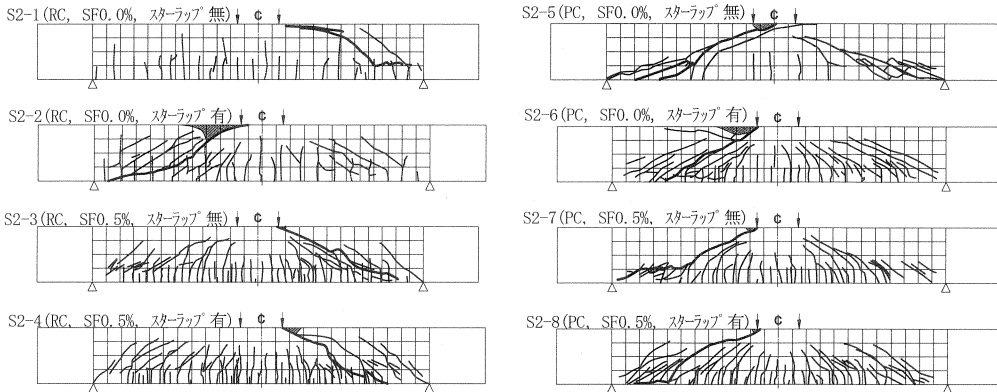 S2-1(RC, SF0.0%, スターラップ無) ℄
S2-2(RC, SF0.0%, スターラップ有) ℄
S2-3(RC, SF0.5%, スターラップ無) ℄
S2-4(RC, SF0.5%, スターラップ有) ℄
S2-5(PC, SF0.0%, スターラップ無) ℄
S2-6(PC, SF0.0%, スターラップ有) ℄
S2-7(PC, SF0.5%, スターラップ無) ℄
S2-8(PC, SF0.5%, スターラップ有) ℄